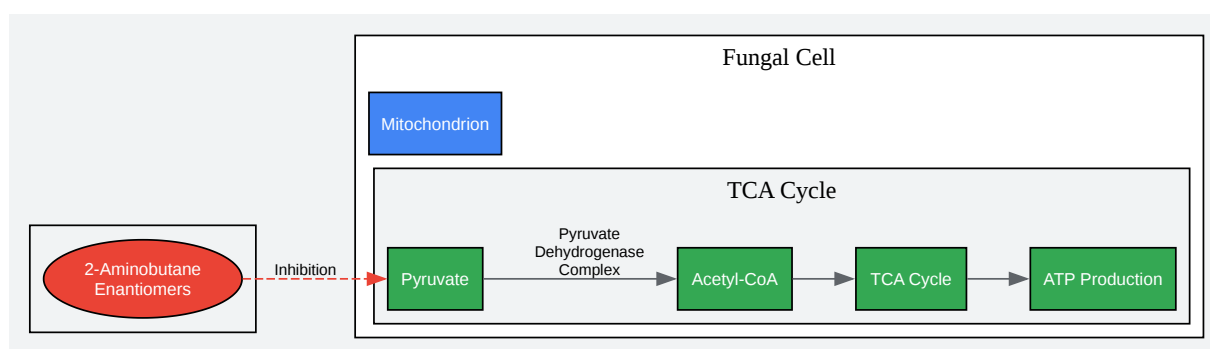 Fungal Cell
Mitochondrion
TCA Cycle
2-Aminobutane
Enantiomers
Inhibition
Pyruvate
Pyruvate
Dehydrogenase
Complex
Acetyl-CoA
TCA Cycle
ATP Production